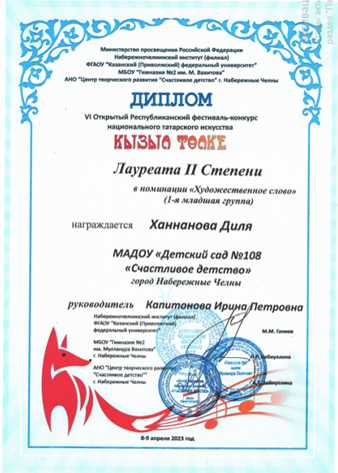 Министерство просвещения Российской Федерации
Набережночелнинский институт (филиал)
ФГАОУ "Казанский (Приволжский) федеральный университет"
МБОУ "Гимназия №2 им. М. Вахитова"
АНО "Центр творческого развития "Счастливое детство" г. Набережные Челны
ДИПЛОМ
VI Открытый Республиканский фестиваль-конкурс
национального татарского искусства
КЫЗЫЛ ТӨЛКЕ
Лауреата II Степени
в номинации «Художественное слово»
(1-я младшая группа)
награждается Ханнанова Диля
МАДОУ «Детский сад №108
«Счастливое детство»
город Набережные Челны
руководитель Капитонова Ирина Петровна
Набережночелнинский институт (филиал)
ФГАОУ "Казанский (Приволжский)
федеральный университет"
М.М. Ганиев
МБОУ "Гимназия №2
им. Мулланура Вахитова"
г. Набережные Челны
АНО "Центр творческого развития
"Счастливое детство"
г. Набережные Челны
8-9 апреля 2023 год